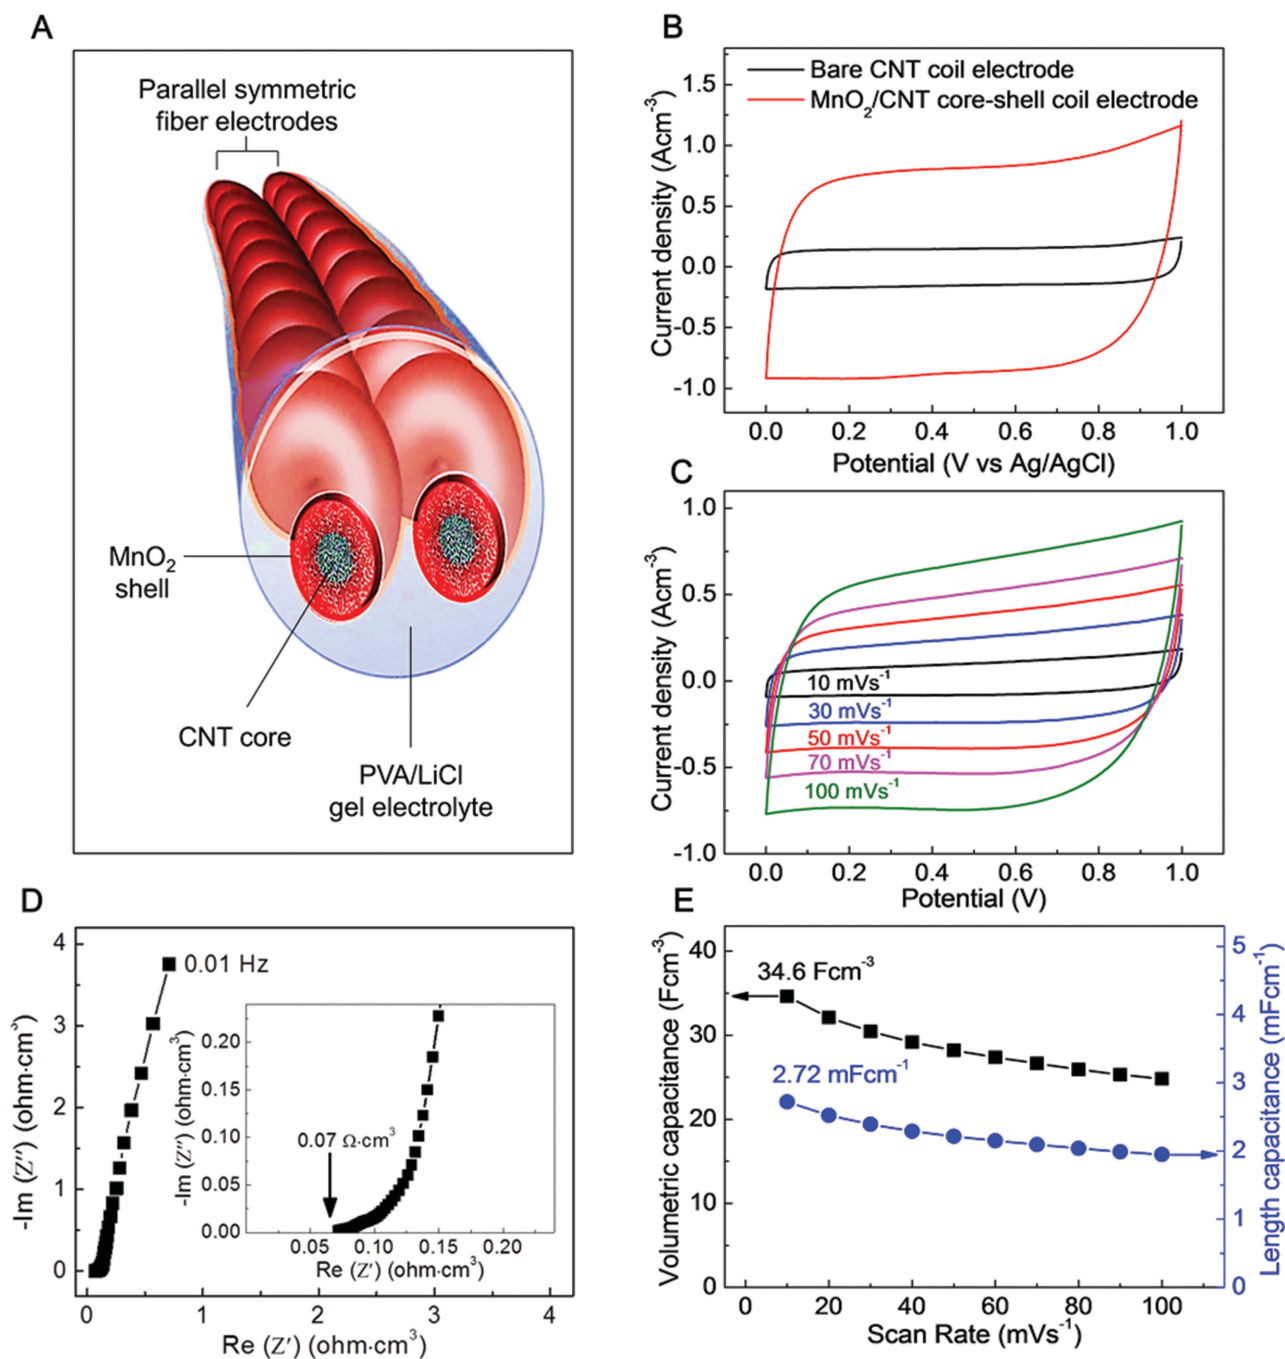 A
Parallel symmetric
fiber electrodes
MnO₂
shell
CNT core
PVA/LiCl
gel electrolyte
B
Bare CNT coil electrode
MnO₂/CNT core-shell coil electrode
Current density (Acm⁻³)
1.5
1.0
0.5
0.0
-0.5
-1.0
0.0 0.2 0.4 0.6 0.8 1.0
Potential (V vs Ag/AgCl)
C
Current density (Acm⁻³)
1.0
0.5
0.0
-0.5
-1.0
10 mVs⁻¹
30 mVs⁻¹
50 mVs⁻¹
70 mVs⁻¹
100 mVs⁻¹
0.0 0.2 0.4 0.6 0.8 1.0
Potential (V)
D
-Im (Z'') (ohm·cm³)
4
3
2
1
0
0.01 Hz
-Im (Z'') (ohm·cm³)
0.20
0.15
0.10
0.05
0.00
0.07 Ω·cm³
0.05 0.10 0.15 0.20
Re (Z') (ohm·cm³)
0 1 2 3 4
Re (Z') (ohm·cm³)
E
Volumetric capacitance (Fcm⁻³)
40
30
20
10
0
34.6 Fcm⁻³
2.72 mFcm⁻¹
5
4
3
2
1
0
Length capacitance (mFcm⁻¹)
0 20 40 60 80 100
Scan Rate (mVs⁻¹)